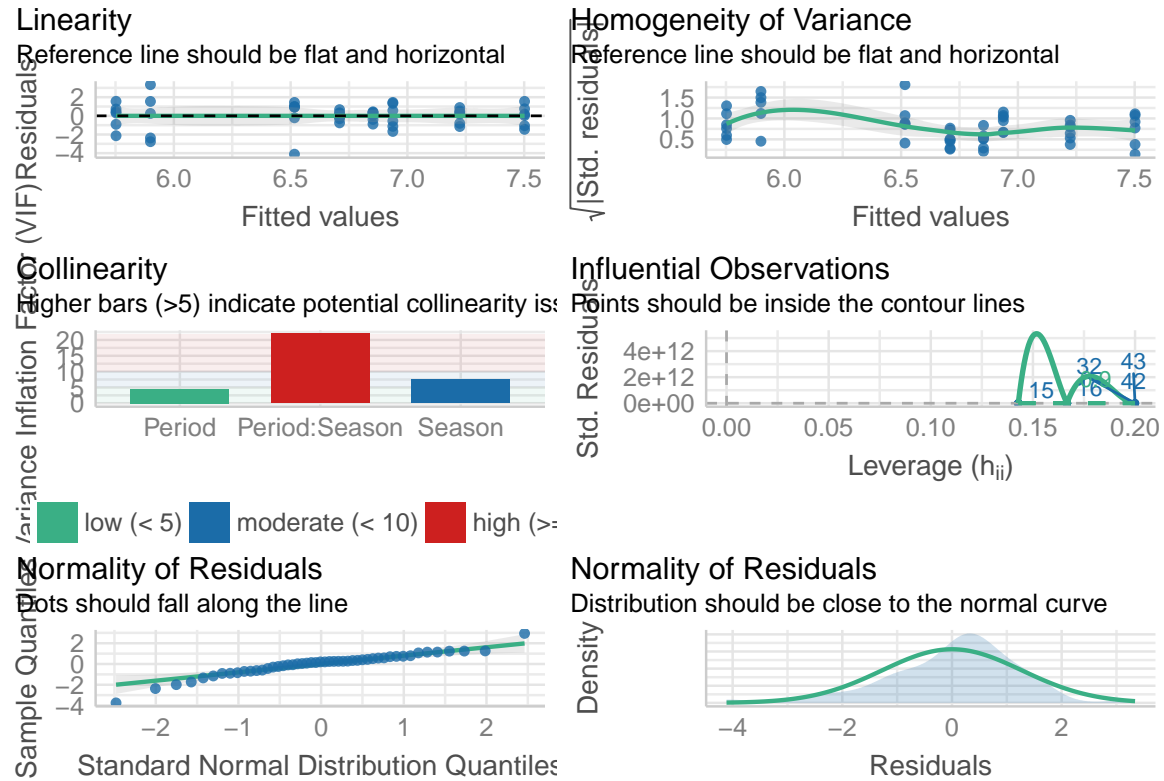 Linearity
Reference line should be flat and horizontal
Residuals
2
0
−2
−4
6.0 6.5 7.0 7.5
Fitted values
Homogeneity of Variance
Reference line should be flat and horizontal
√|Std. residuals|
1.5
1.0
0.5
6.0 6.5 7.0 7.5
Fitted values
Collinearity
Higher bars (>5) indicate potential collinearity iss
Variance Inflation Factor (VIF)
20
15
10
5
0
Period Period:Season Season
low (< 5) moderate (< 10) high (>=
Influential Observations
Points should be inside the contour lines
Std. Residuals
4e+12
2e+12
0e+00
15 32 16 43 42
0.00 0.05 0.10 0.15 0.20
Leverage (hii)
Normality of Residuals
Dots should fall along the line
Sample Quantiles
2
0
−2
−4
−2 −1 0 1 2
Standard Normal Distribution Quantiles
Normality of Residuals
Distribution should be close to the normal curve
Density
−4 −2 0 2
Residuals